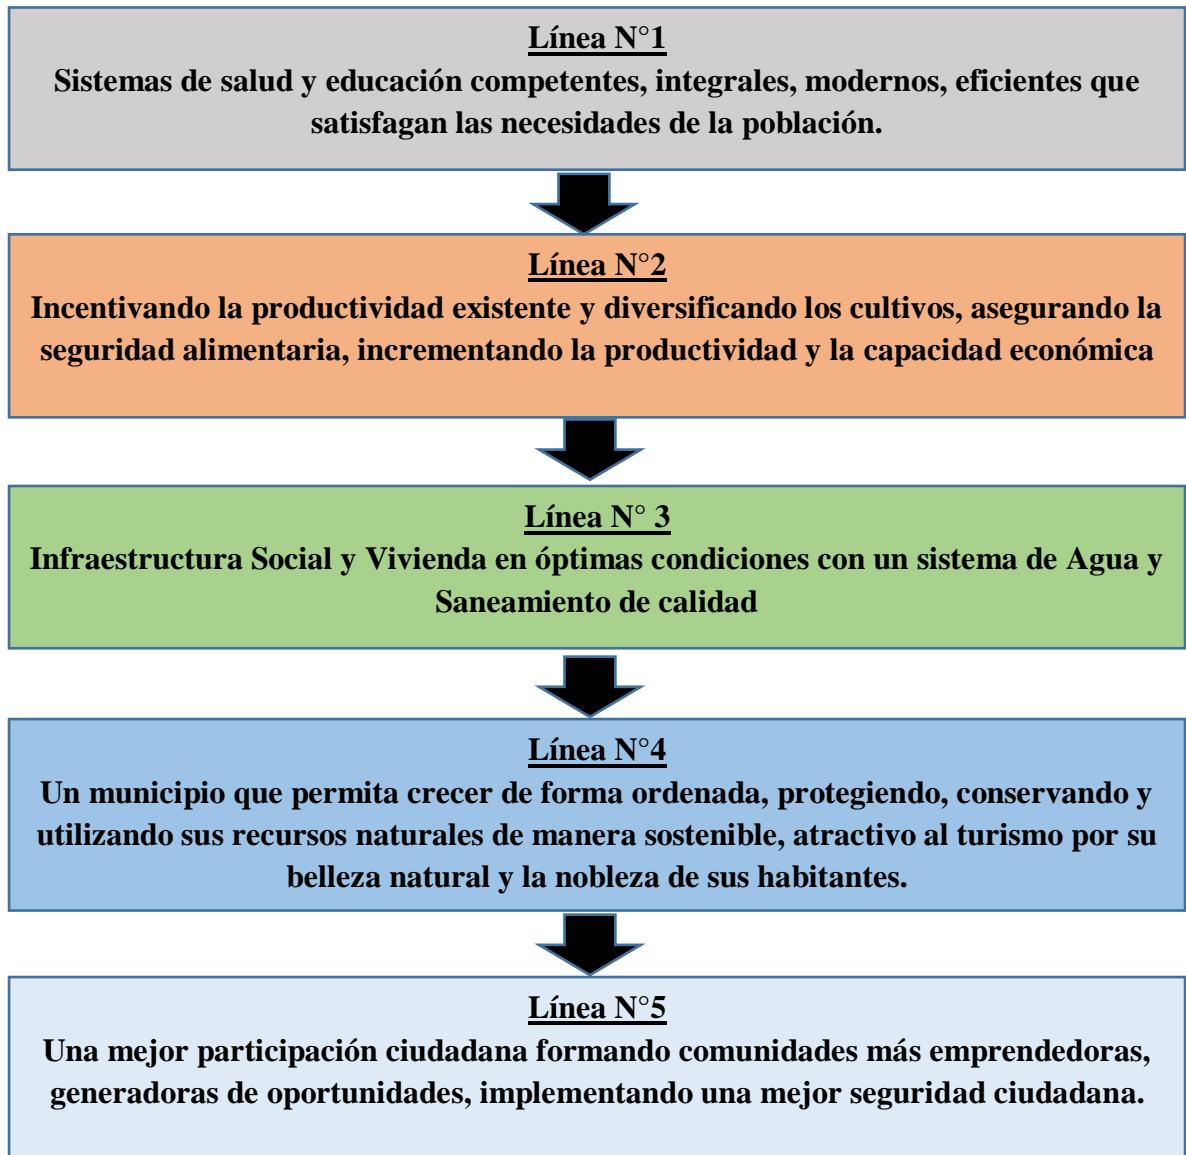 Línea N°1
Sistemas de salud y educación competentes, integrales, modernos, eficientes que
satisfagan las necesidades de la población.
Línea N°2
Incentivando la productividad existente y diversificando los cultivos, asegurando la
seguridad alimentaria, incrementando la productividad y la capacidad económica
Línea N° 3
Infraestructura Social y Vivienda en óptimas condiciones con un sistema de Agua y
Saneamiento de calidad
Línea N°4
Un municipio que permita crecer de forma ordenada, protegiendo, conservando y
utilizando sus recursos naturales de manera sostenible, atractivo al turismo por su
belleza natural y la nobleza de sus habitantes.
Línea N°5
Una mejor participación ciudadana formando comunidades más emprendedoras,
generadoras de oportunidades, implementando una mejor seguridad ciudadana.